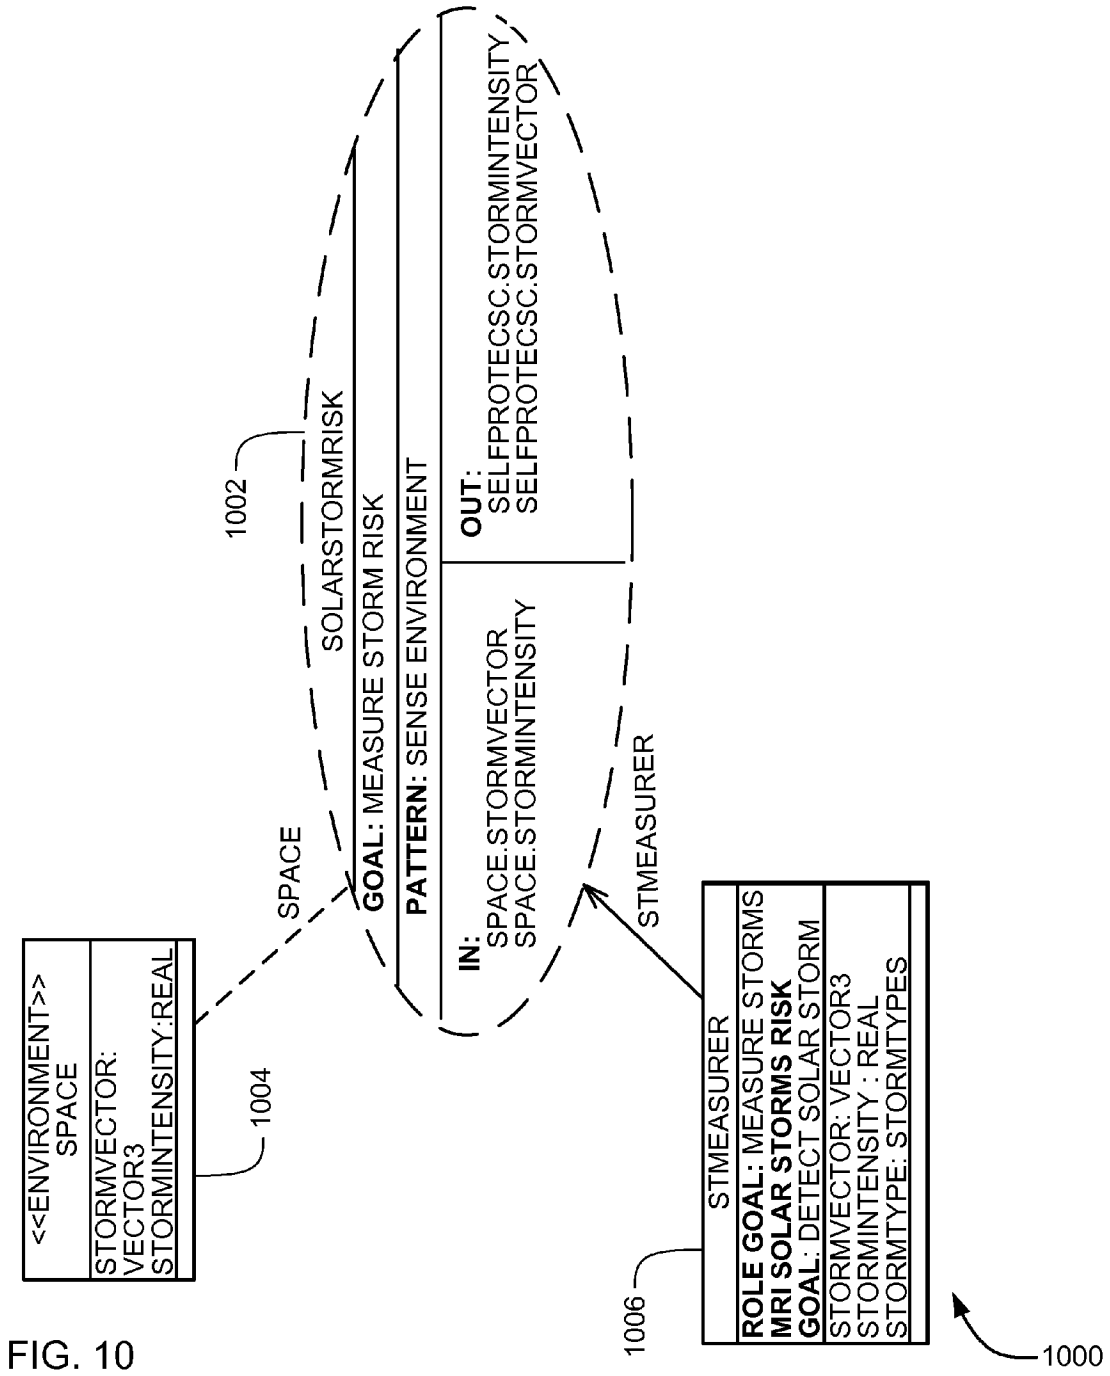 FIG. 10
<<ENVIRONMENT>>
SPACE
STORMVECTOR:
VECTOR3
STORMINTENSITY:REAL
1004
SPACE
1002
SOLARSTORMRISK
GOAL: MEASURE STORM RISK
PATTERN: SENSE ENVIRONMENT
IN:
SPACE.STORMVECTOR
SPACE.STORMINTENSITY
OUT:
SELFPROTECSC.STORMINTENSITY
SELFPROTECSC.STORMVECTOR
STMEASURER
1006
STMEASURER
ROLE GOAL: MEASURE STORMS
MRI SOLAR STORMS RISK
GOAL: DETECT SOLAR STORM
STORMVECTOR: VECTOR3
STORMINTENSITY : REAL
STORMTYPE: STORMTYPES
1000